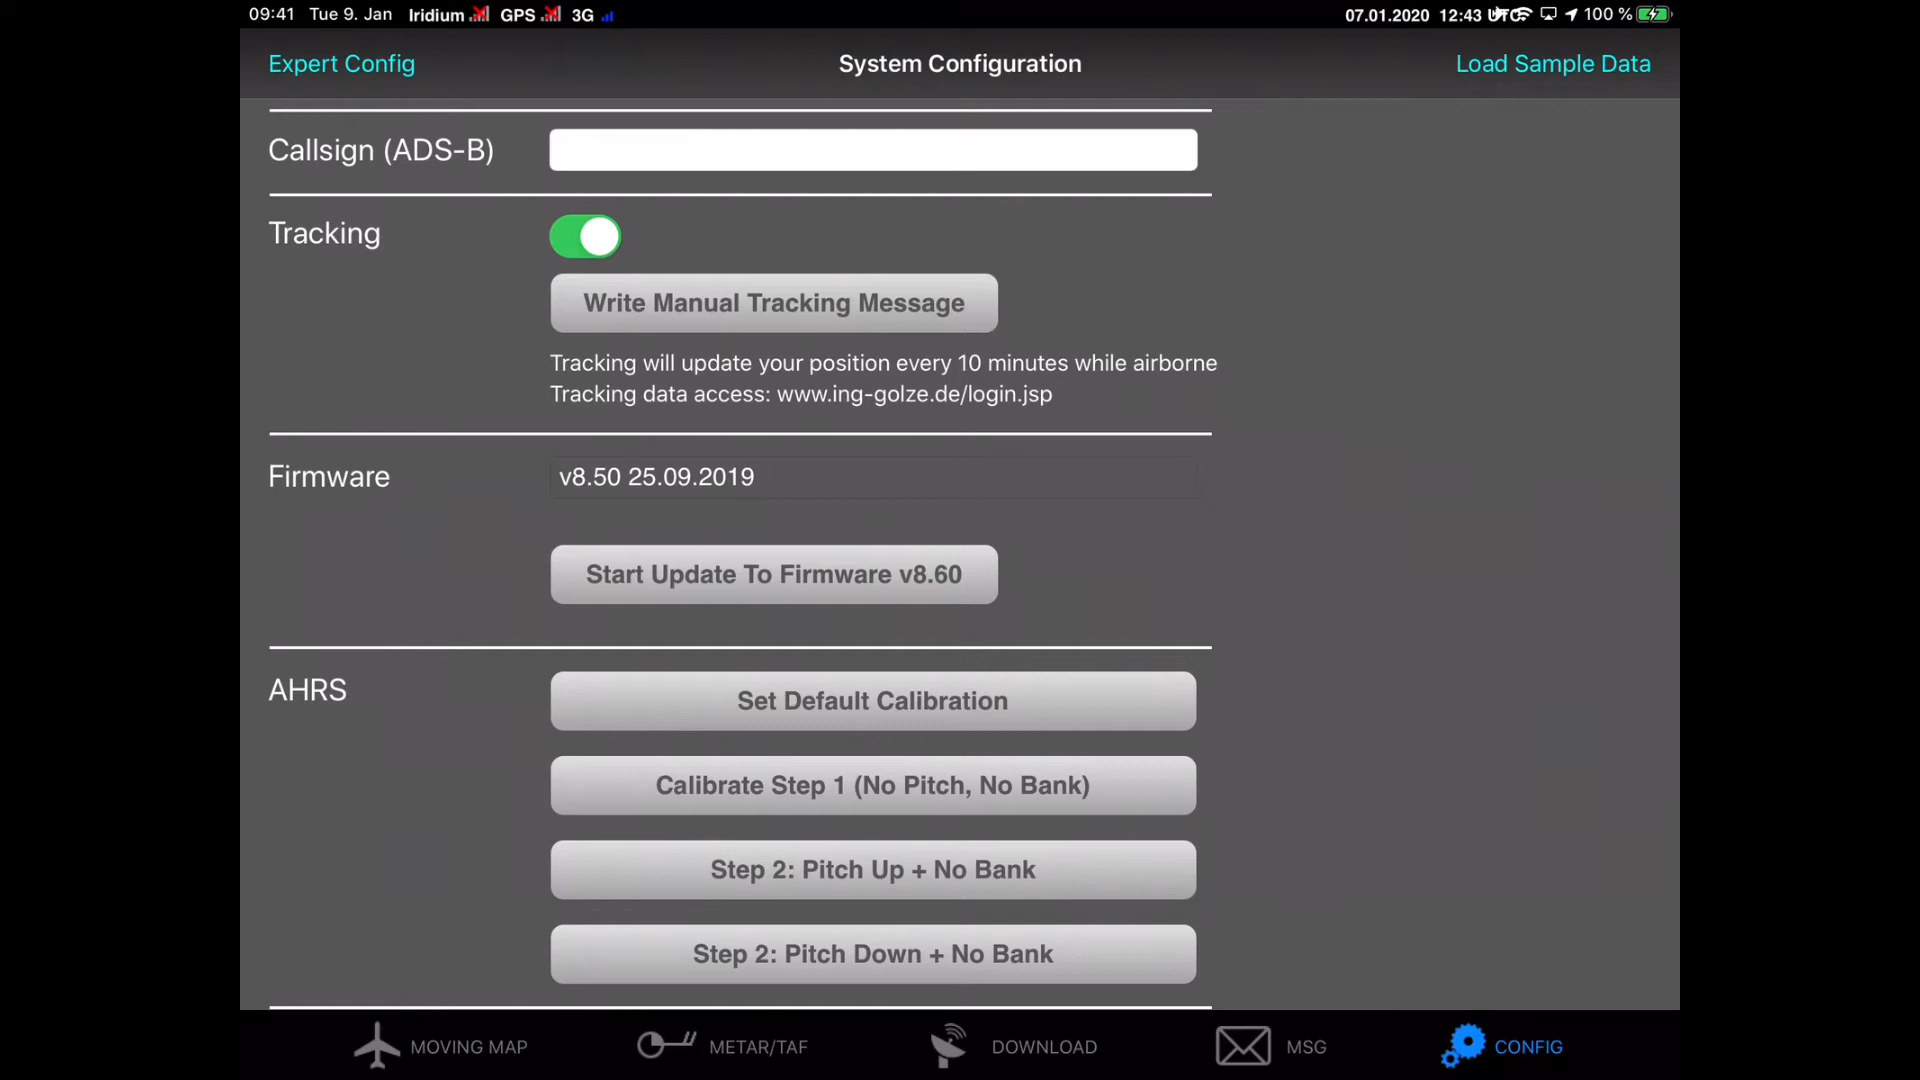 09:41 Tue 9. Jan Iridium GPS 3G 07.01.2020 12:43 UTC 100 %
Expert Config System Configuration Load Sample Data
Callsign (ADS-B)
Tracking
Write Manual Tracking Message
Tracking will update your position every 10 minutes while airborne
Tracking data access: www.ing-golze.de/login.jsp
Firmware v8.50 25.09.2019
Start Update To Firmware v8.60
AHRS Set Default Calibration
Calibrate Step 1 (No Pitch, No Bank)
Step 2: Pitch Up + No Bank
Step 2: Pitch Down + No Bank
MOVING MAP METAR/TAF DOWNLOAD MSG CONFIG